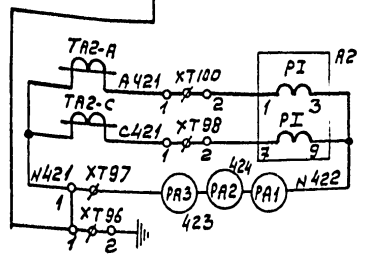 TA2-A
A421 XT100 PI A2
1 2 1 3
TA2-C
C421 XT98 PI
1 2 7 9
N421 XT97 424 N422
1 PA3 PA2 PA1
423
XT96
1 2